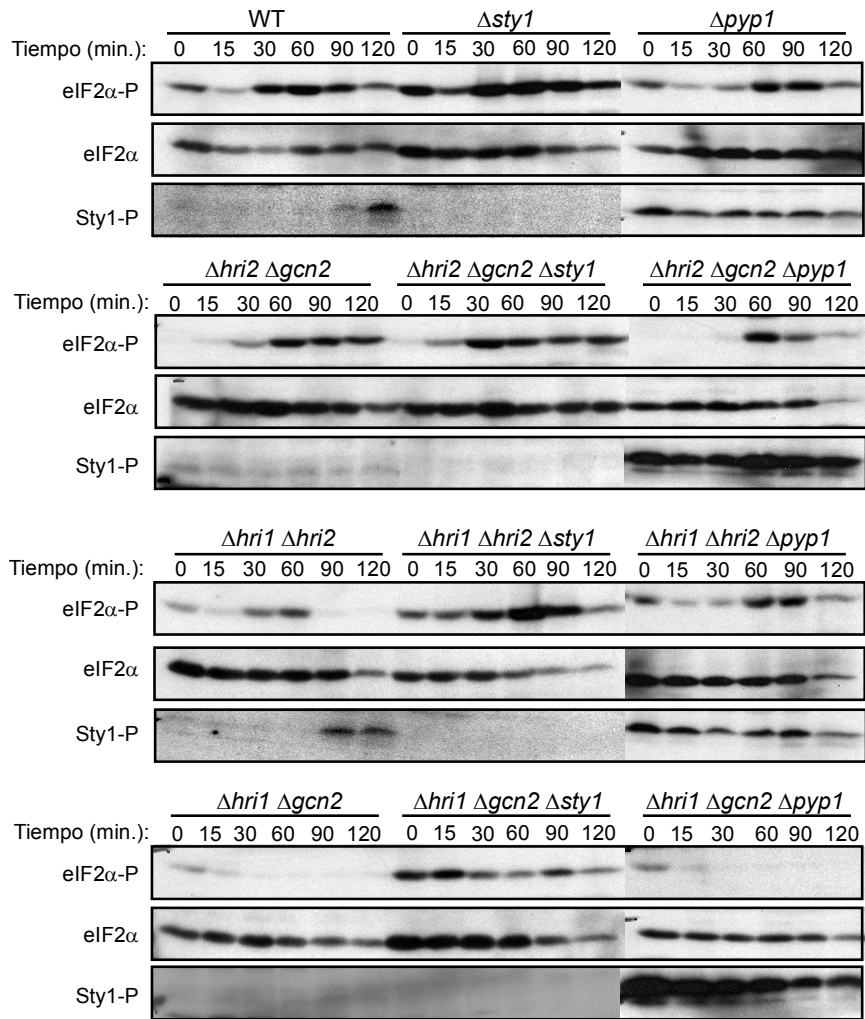 WT Δsty1 Δpyp1
Tiempo (min.): 0 15 30 60 90 120 0 15 30 60 90 120 0 15 30 60 90 120
eIF2α-P
eIF2α
Sty1-P
Δhri2 Δgcn2 Δhri2 Δgcn2 Δsty1 Δhri2 Δgcn2 Δpyp1
Tiempo (min.): 0 15 30 60 90 120 0 15 30 60 90 120 0 15 30 60 90 120
eIF2α-P
eIF2α
Sty1-P
Δhri1 Δhri2 Δhri1 Δhri2 Δsty1 Δhri1 Δhri2 Δpyp1
Tiempo (min.): 0 15 30 60 90 120 0 15 30 60 90 120 0 15 30 60 90 120
eIF2α-P
eIF2α
Sty1-P
Δhri1 Δgcn2 Δhri1 Δgcn2 Δsty1 Δhri1 Δgcn2 Δpyp1
Tiempo (min.): 0 15 30 60 90 120 0 15 30 60 90 120 0 15 30 60 90 120
eIF2α-P
eIF2α
Sty1-P